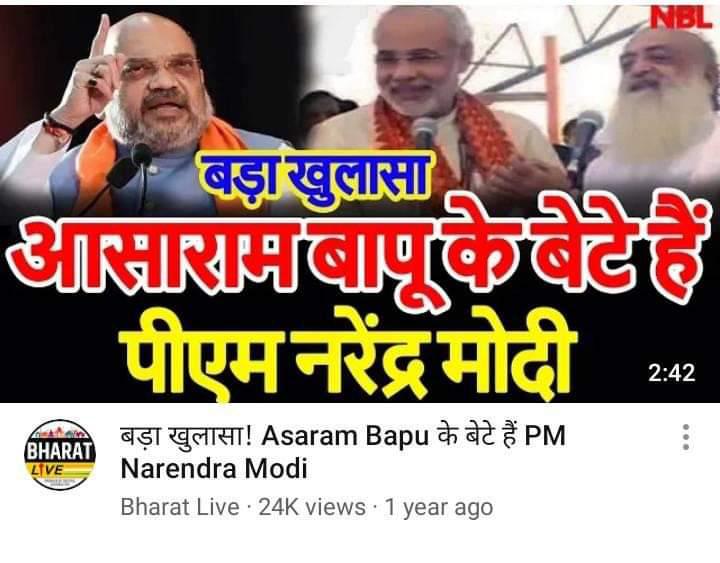 NBL
बड़ा खुलासा
आसाराम बापू के बेटे हैं
पीएम नरेंद्र मोदी
2:42
बड़ा खुलासा! Asaram Bapu के बेटे हैं PM
Narendra Modi
BHARAT
LIVE
Bharat Live · 24K views · 1 year ago